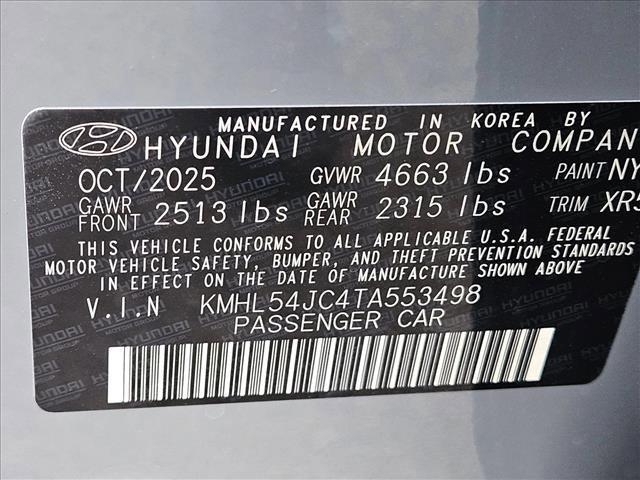 MANUFACTURED IN KOREA BY
HYUNDAI MOTOR COMPAN
OCT/2025 GVWR 4663 lbs PAINT NY
GAWR FRONT 2513 lbs GAWR REAR 2315 lbs TRIM XR5
THIS VEHICLE CONFORMS TO ALL APPLICABLE U.S.A. FEDERAL
MOTOR VEHICLE SAFETY, BUMPER, AND THEFT PREVENTION STANDARDS
IN EFFECT ON THE DATE OF MANUFACTURE SHOWN ABOVE
V.I.N KMHL54JC4TA553498
PASSENGER CAR